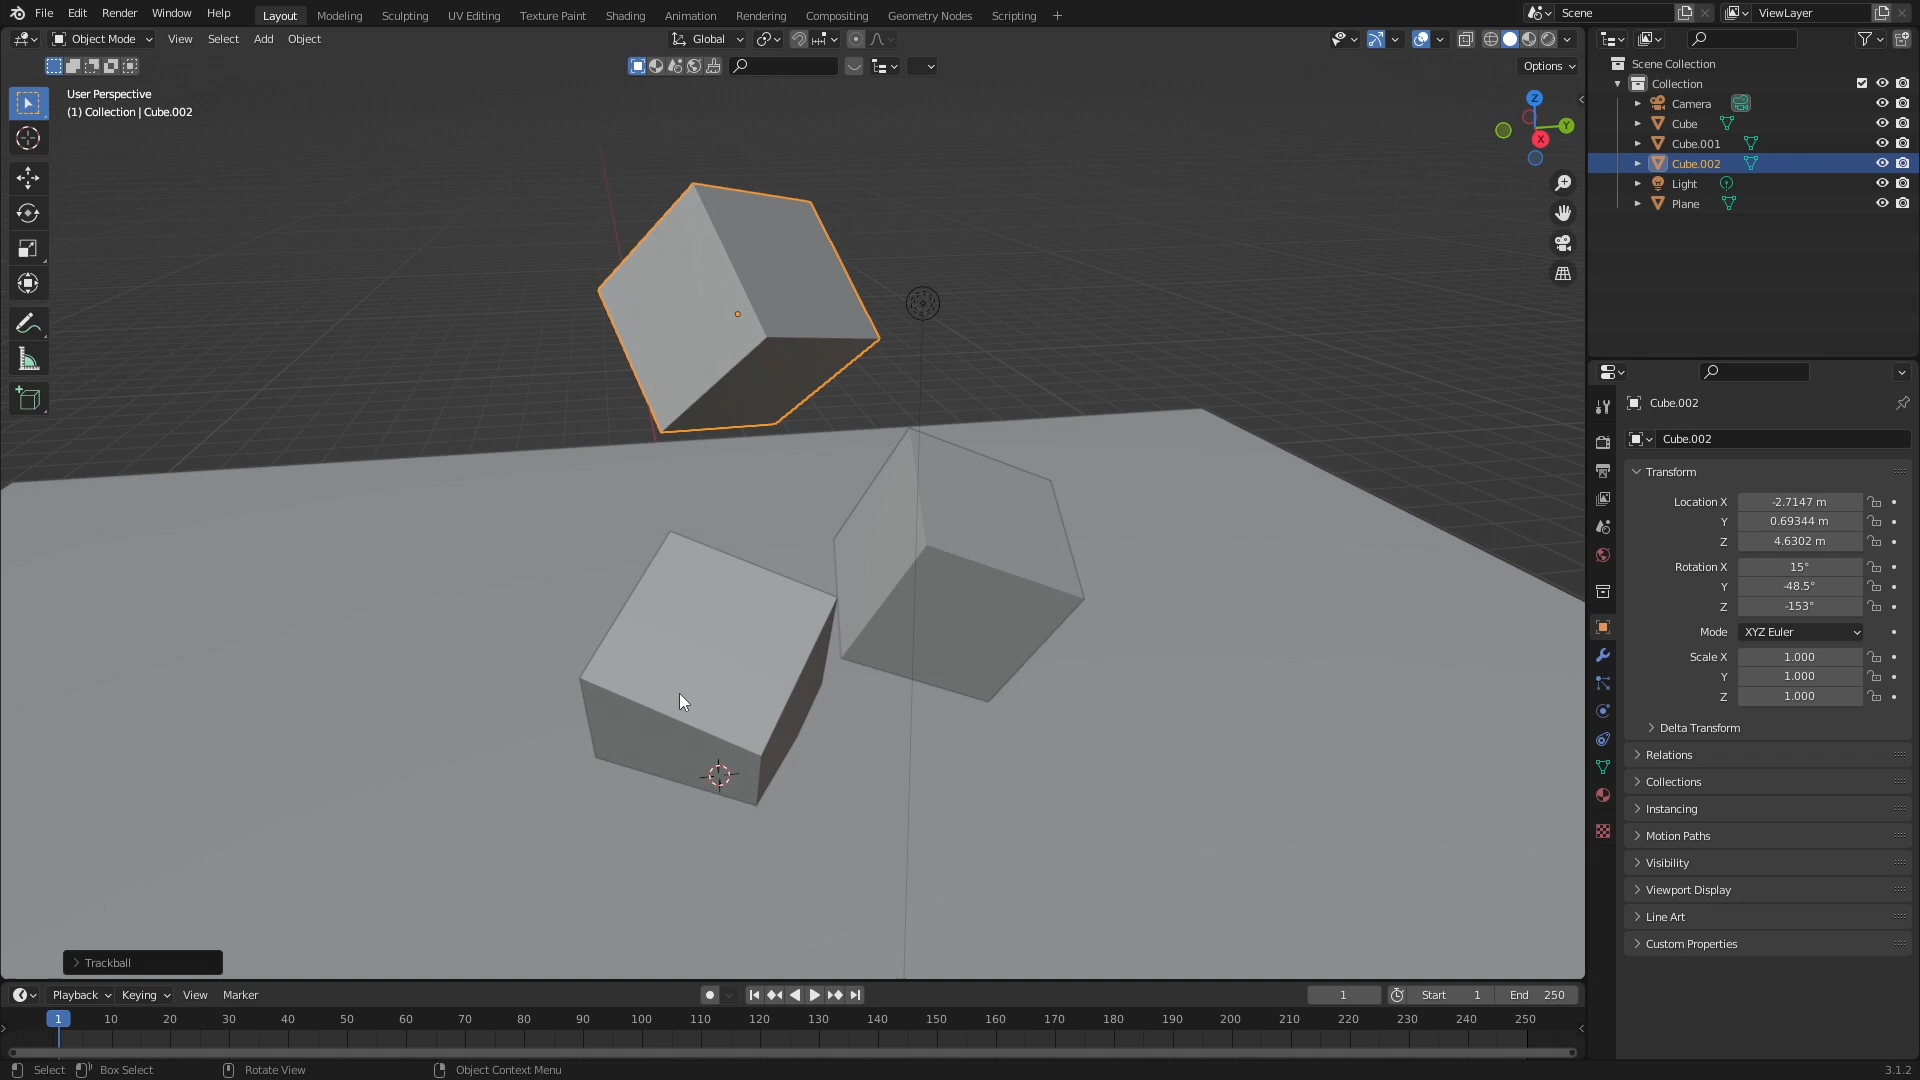 File Edit Render Window Help Layout Modeling Sculpting UV Editing Texture Paint Shading Animation Rendering Compositing Geometry Nodes Scripting + Scene ViewLayer
Object Mode View Select Add Object Global
Options
User Perspective
(1) Collection | Cube.002
Z
Y
X
Scene Collection
Collection
Camera
Cube
Cube.001
Cube.002
Light
Plane
Cube.002
Cube.002
Transform
Location X -2.7147 m
Y 0.69344 m
Z 4.6302 m
Rotation X 15°
Y -48.5°
Z -153°
Mode XYZ Euler
Scale X 1.000
Y 1.000
Z 1.000
Delta Transform
Relations
Collections
Instancing
Motion Paths
Visibility
Viewport Display
Line Art
Custom Properties
Trackball
Playback Keying View Marker 1 Start 1 End 250
1 10 20 30 40 50 60 70 80 90 100 110 120 130 140 150 160 170 180 190 200 210 220 230 240 250
Select Box Select Rotate View Object Context Menu 3.1.2